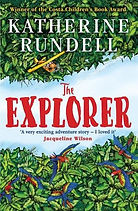 Winner of the Costa Children's Book Award
KATHERINE
RUNDELL
The
EXPLORER
'A very exciting adventure story – I loved it'
Jacqueline Wilson